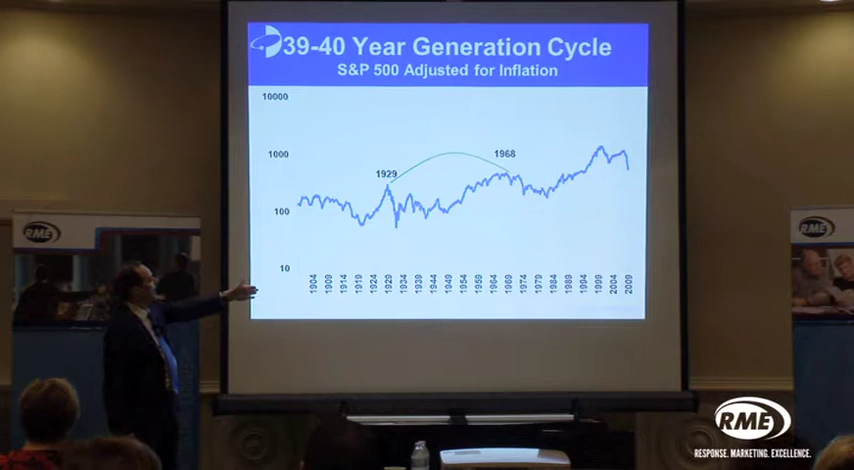 39-40 Year Generation Cycle
S&P 500 Adjusted for Inflation
10000
1000
100
10
1929
1968
1904 1909 1914 1919 1924 1929 1934 1939 1944 1949 1954 1959 1964 1969 1974 1979 1984 1989 1994 1999 2004 2009
RME
RME
RME
RESPONSE. MARKETING. EXCELLENCE.